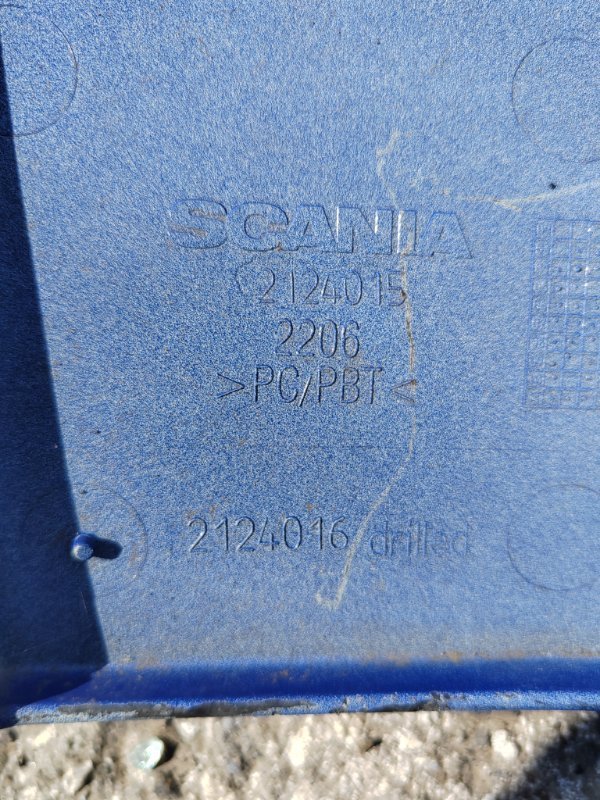 SCANIA
2124015
2206
>PC/PBT<
2124016 drilled